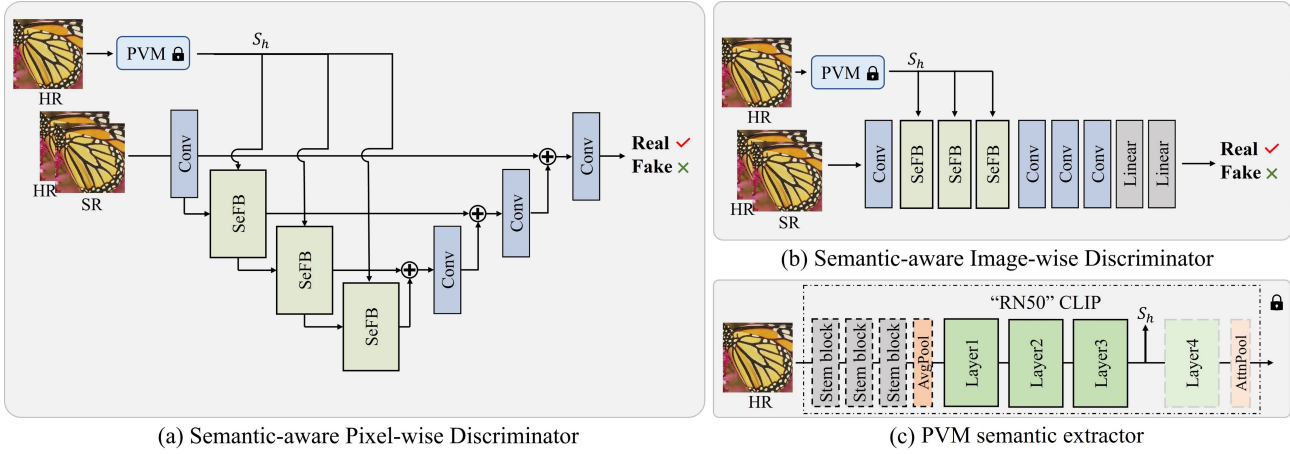 PVM
S_h
HR
HR
SR
Conv
SeFB
SeFB
SeFB
Conv
Conv
Conv
Real ✓
Fake ×
(a) Semantic-aware Pixel-wise Discriminator
PVM
S_h
HR
HR
SR
Conv
SeFB
SeFB
SeFB
Conv
Conv
Conv
Linear
Linear
Real ✓
Fake ×
(b) Semantic-aware Image-wise Discriminator
“RN50” CLIP
HR
Stem block
Stem block
Stem block
AvgPool
Layer1
Layer2
Layer3
S_h
Layer4
AttnPool
(c) PVM semantic extractor